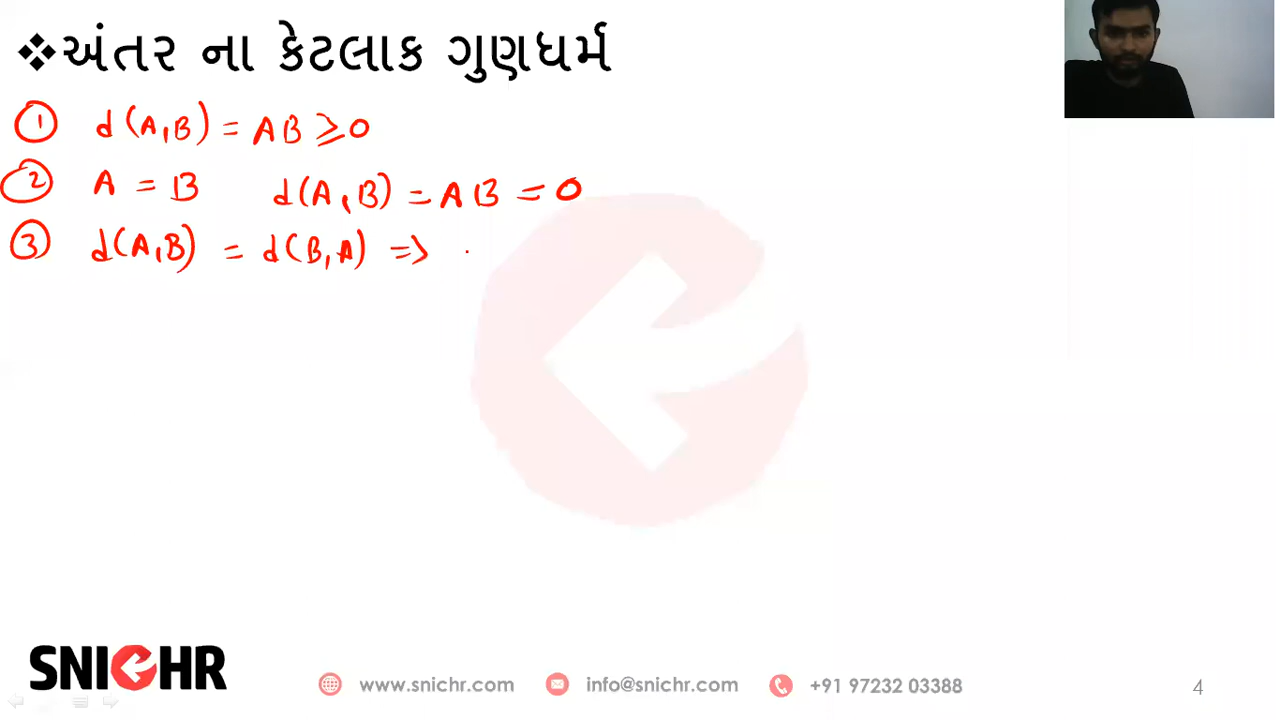 ❖અંતર ના કેટલાક ગુણધર્મ
① d(A,B) = AB ⩾ 0
② A = B d(A,B) = AB = 0
③ d(A,B) = d(B,A) =>
SNICHR
www.snichr.com info@snichr.com +91 97232 03388 4